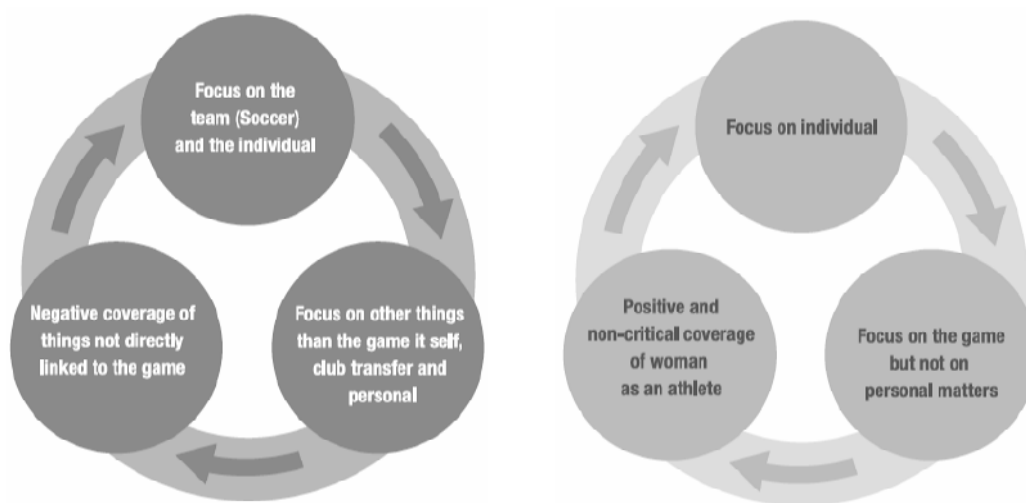 Focus on the
team (Soccer)
and the individual
Negative coverage of
things not directly
linked to the game
Focus on other things
than the game it self,
club transfer and
personal
Focus on individual
Positive and
non-critical coverage
of woman
as an athlete
Focus on the game
but not on
personal matters